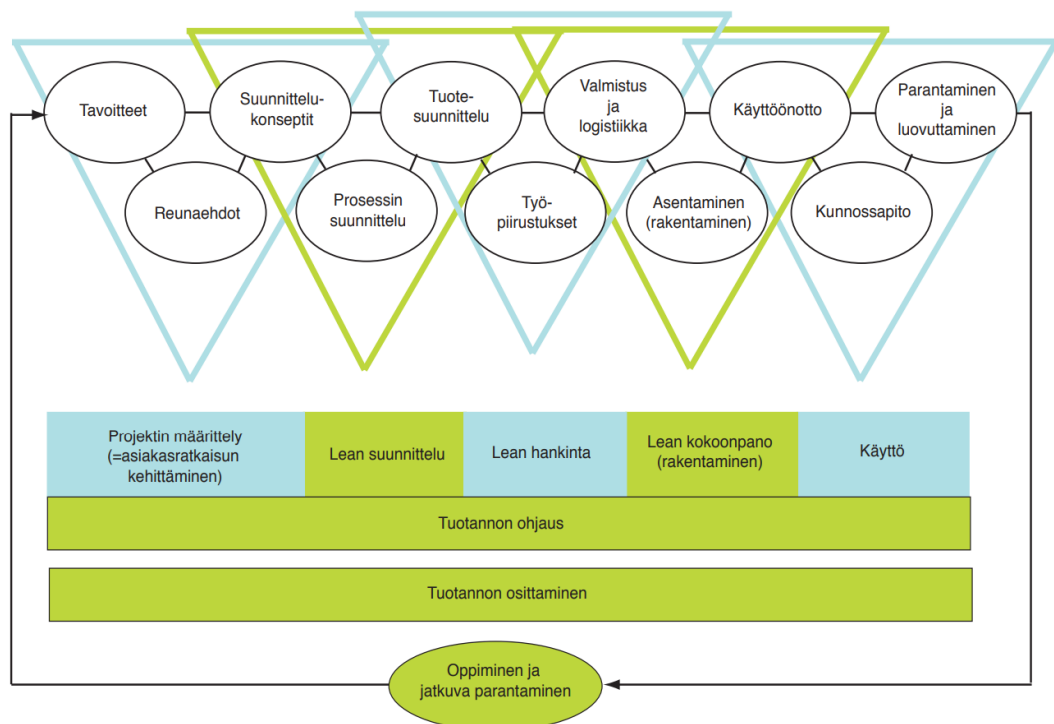 Tavoitteet
Suunnittelu-
konseptit
Tuote-
suunnittelu
Valmistus
ja
logistiikka
Käyttöönotto
Parantaminen
ja
luovuttaminen
Reunaehdot
Prosessin
suunnittelu
Työ-
piirustukset
Asentaminen
(rakentaminen)
Kunnossapito
Projektin määrittely
(=asiakasratkaisun
kehittäminen)
Lean suunnittelu
Lean hankinta
Lean kokoonpano
(rakentaminen)
Käyttö
Tuotannon ohjaus
Tuotannon osittaminen
Oppiminen ja
jatkuva parantaminen